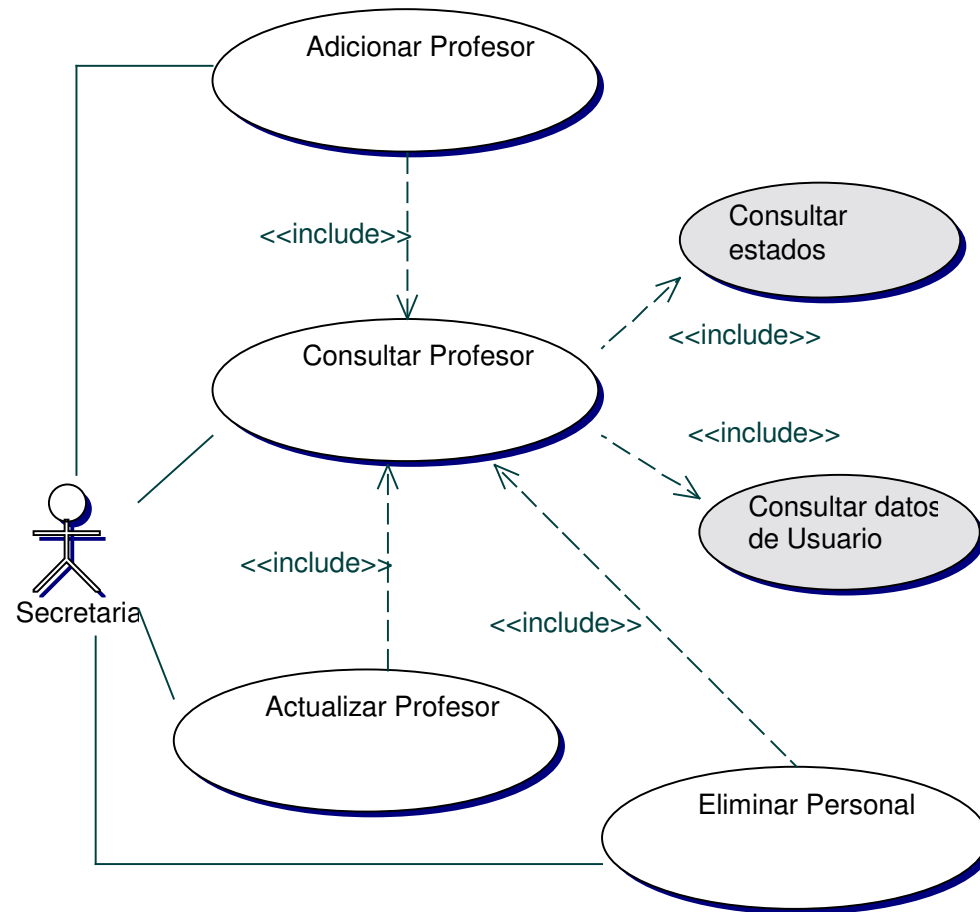 Adicionar Profesor
<<include>>
Consultar
estados
<<include>>
Consultar Profesor
<<include>>
Consultar datos
de Usuario
<<include>>
Secretaria
<<include>>
Actualizar Profesor
Eliminar Personal